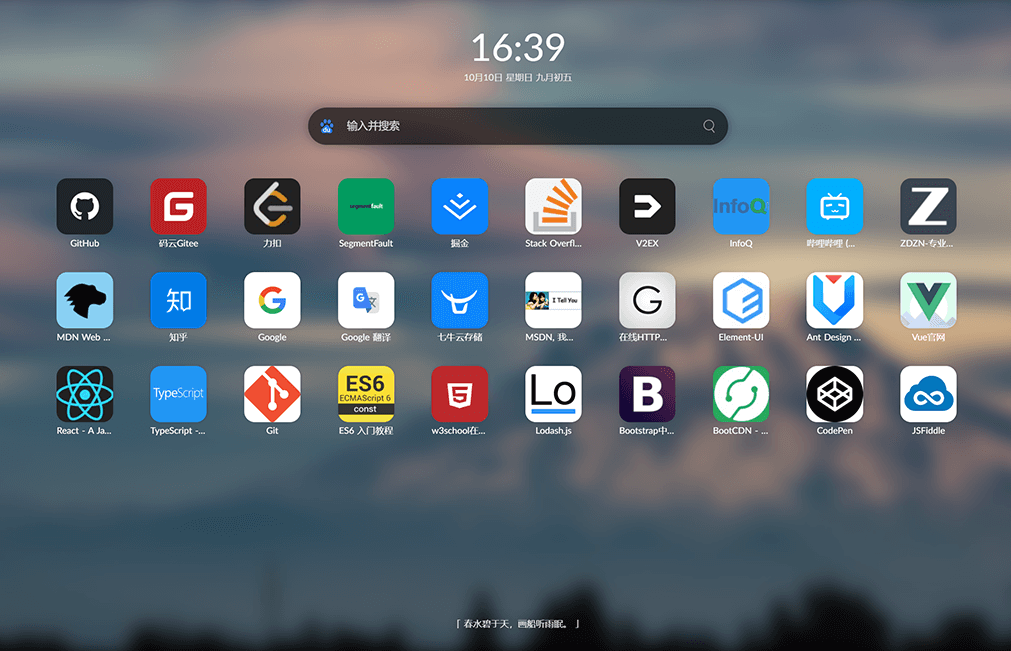 16:39
10月10日 星期日 九月初五
du
输入并搜索
segmentfault
InfoQ
GitHub
码云Gitee
力扣
SegmentFault
掘金
Stack Overfl...
V2EX
InfoQ
哔哩哔哩 (...
ZDZN-专业...
知
G
文
I Tell You
G
MDN Web ...
知乎
Google
Google 翻译
七牛云存储
MSDN, 我...
在线HTTP...
Element-UI
Ant Design ...
Vue官网
TypeScript
ES6
ECMAScript 6
const
Lo
B
React - A Ja...
TypeScript -...
Git
ES6 入门教程
w3school在...
Lodash.js
Bootstrap中...
BootCDN - ...
CodePen
JSFiddle
「 春水碧于天，画船听雨眠。 」